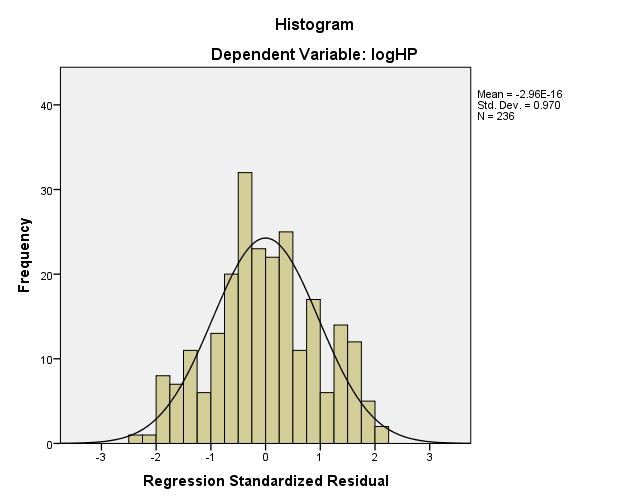 Histogram
Dependent Variable: logHP
Mean = -2.96E-16
Std. Dev. = 0.970
N = 236
Frequency
40
30
20
10
0
-3 -2 -1 0 1 2 3
Regression Standardized Residual